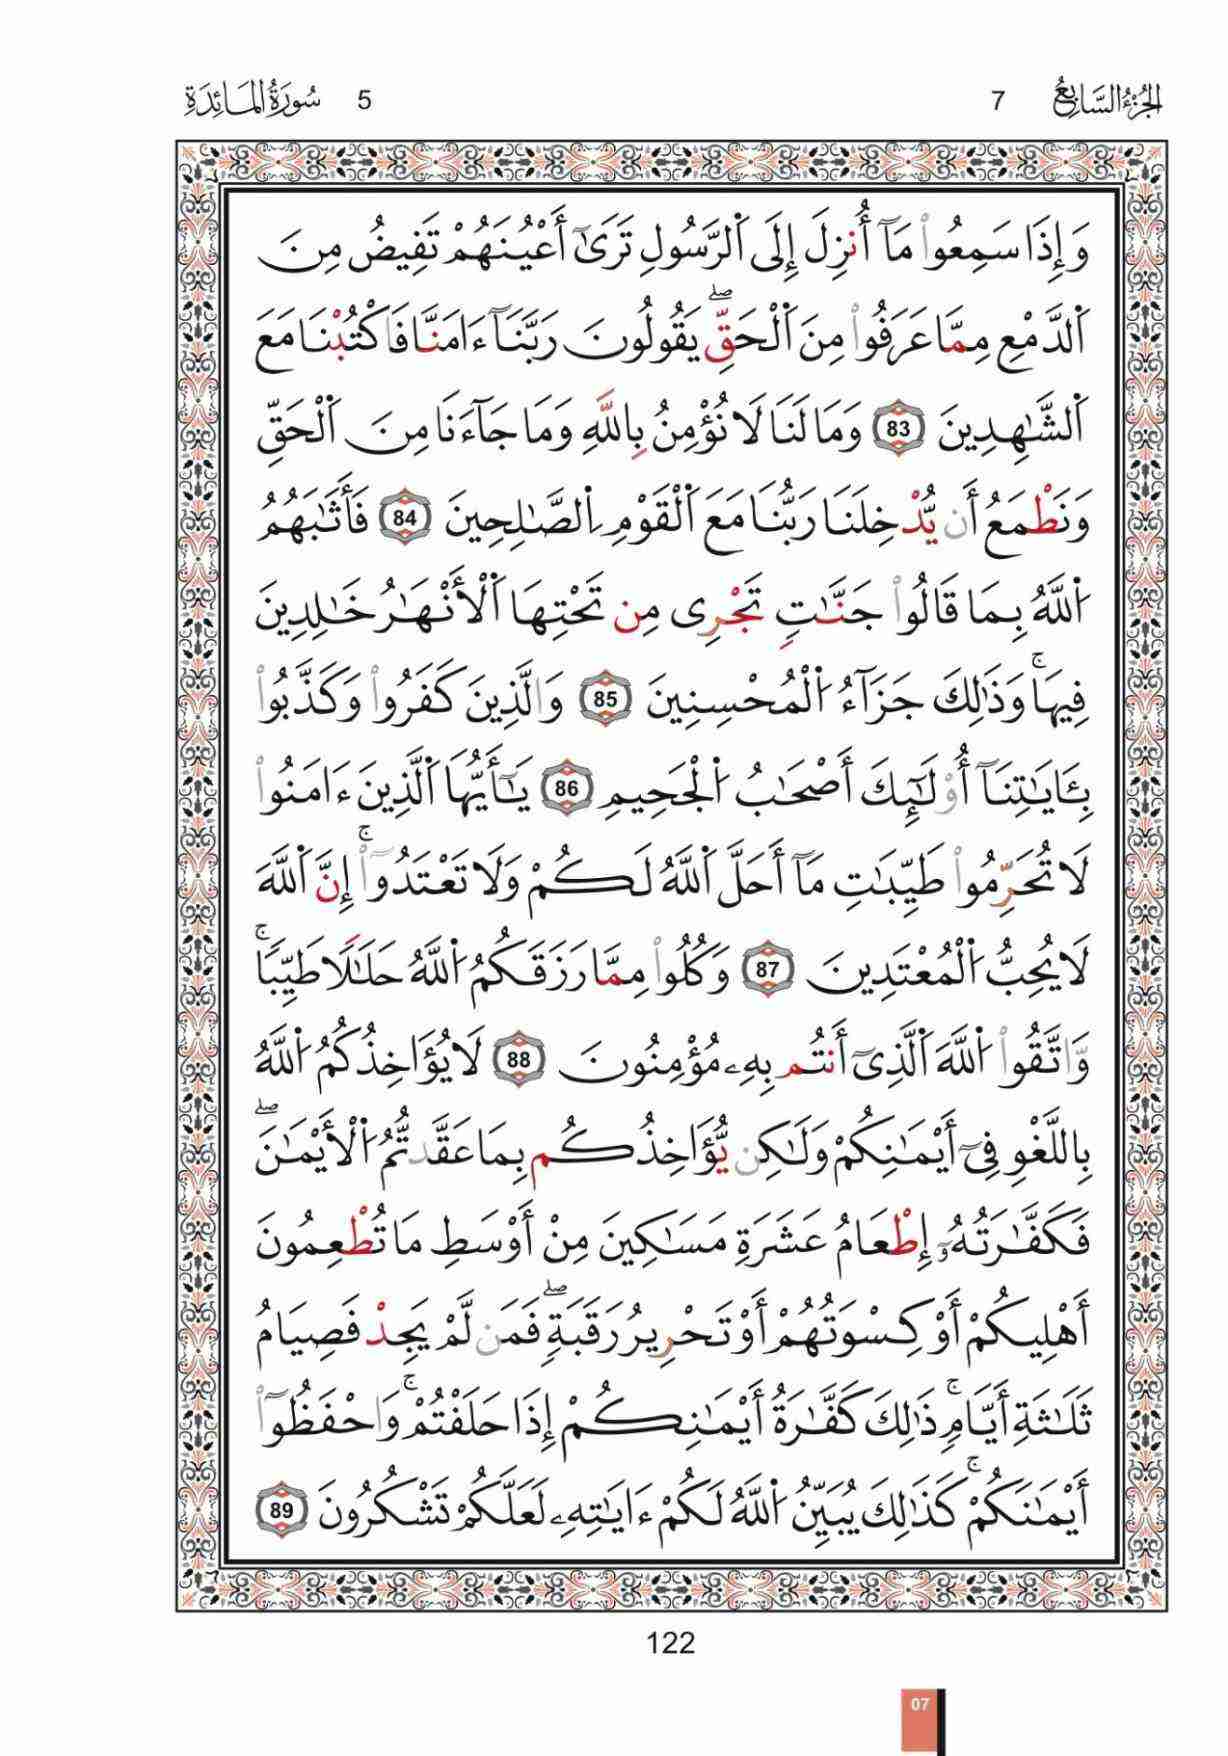 الجُزْءُ السَّابِعُ 7
5 سُورَةُ المَائِدَةِ
وَإِذَا سَمِعُوا۟ مَآ أُنزِلَ إِلَى ٱلرَّسُولِ تَرَىٰٓ أَعْيُنَهُمْ تَفِيضُ مِنَ
ٱلدَّمْعِ مِمَّا عَرَفُوا۟ مِنَ ٱلْحَقِّ ۖ يَقُولُونَ رَبَّنَآ ءَامَنَّا فَٱكْتُبْنَا مَعَ
ٱلشَّٰهِدِينَ 83 وَمَا لَنَا لَا نُؤْمِنُ بِٱللَّهِ وَمَا جَآءَنَا مِنَ ٱلْحَقِّ
وَنَطْمَعُ أَن يُدْخِلَنَا رَبُّنَا مَعَ ٱلْقَوْمِ ٱلصَّٰلِحِينَ 84 فَأَثَٰبَهُمُ
ٱللَّهُ بِمَا قَالُوا۟ جَنَّٰتٍ تَجْرِى مِن تَحْتِهَا ٱلْأَنْهَٰرُ خَٰلِدِينَ
فِيهَا ۚ وَذَٰلِكَ جَزَآءُ ٱلْمُحْسِنِينَ 85 وَٱلَّذِينَ كَفَرُوا۟ وَكَذَّبُوا۟
بِـَٔايَٰتِنَآ أُو۟لَٰٓئِكَ أَصْحَٰبُ ٱلْجَحِيمِ 86 يَٰٓأَيُّهَا ٱلَّذِينَ ءَامَنُوا۟
لَا تُحَرِّمُوا۟ طَيِّبَٰتِ مَآ أَحَلَّ ٱللَّهُ لَكُمْ وَلَا تَعْتَدُوٓا۟ ۚ إِنَّ ٱللَّهَ
لَا يُحِبُّ ٱلْمُعْتَدِينَ 87 وَكُلُوا۟ مِمَّا رَزَقَكُمُ ٱللَّهُ حَلَٰلًا طَيِّبًا ۚ
وَٱتَّقُوا۟ ٱللَّهَ ٱلَّذِىٓ أَنتُم بِهِۦ مُؤْمِنُونَ 88 لَا يُؤَاخِذُكُمُ ٱللَّهُ
بِٱللَّغْوِ فِىٓ أَيْمَٰنِكُمْ وَلَٰكِن يُؤَاخِذُكُم بِمَا عَقَّدتُّمُ ٱلْأَيْمَٰنَ ۖ
فَكَفَّٰرَتُهُۥٓ إِطْعَامُ عَشَرَةِ مَسَٰكِينَ مِنْ أَوْسَطِ مَا تُطْعِمُونَ
أَهْلِيكُمْ أَوْ كِسْوَتُهُمْ أَوْ تَحْرِيرُ رَقَبَةٍ ۖ فَمَن لَّمْ يَجِدْ فَصِيَامُ
ثَلَٰثَةِ أَيَّامٍ ۚ ذَٰلِكَ كَفَّٰرَةُ أَيْمَٰنِكُمْ إِذَا حَلَفْتُمْ ۚ وَٱحْفَظُوٓا۟
أَيْمَٰنَكُمْ ۚ كَذَٰلِكَ يُبَيِّنُ ٱللَّهُ لَكُمْ ءَايَٰتِهِۦ لَعَلَّكُمْ تَشْكُرُونَ 89
122
07